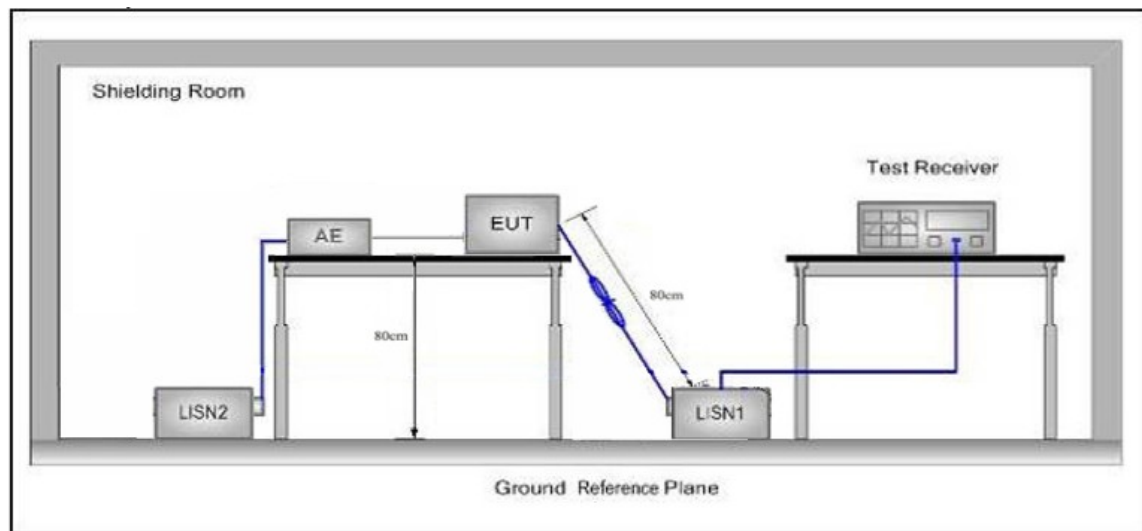 Shielding Room
Test Receiver
AE
EUT
80cm
80cm
LISN2
LISN1
Ground Reference Plane